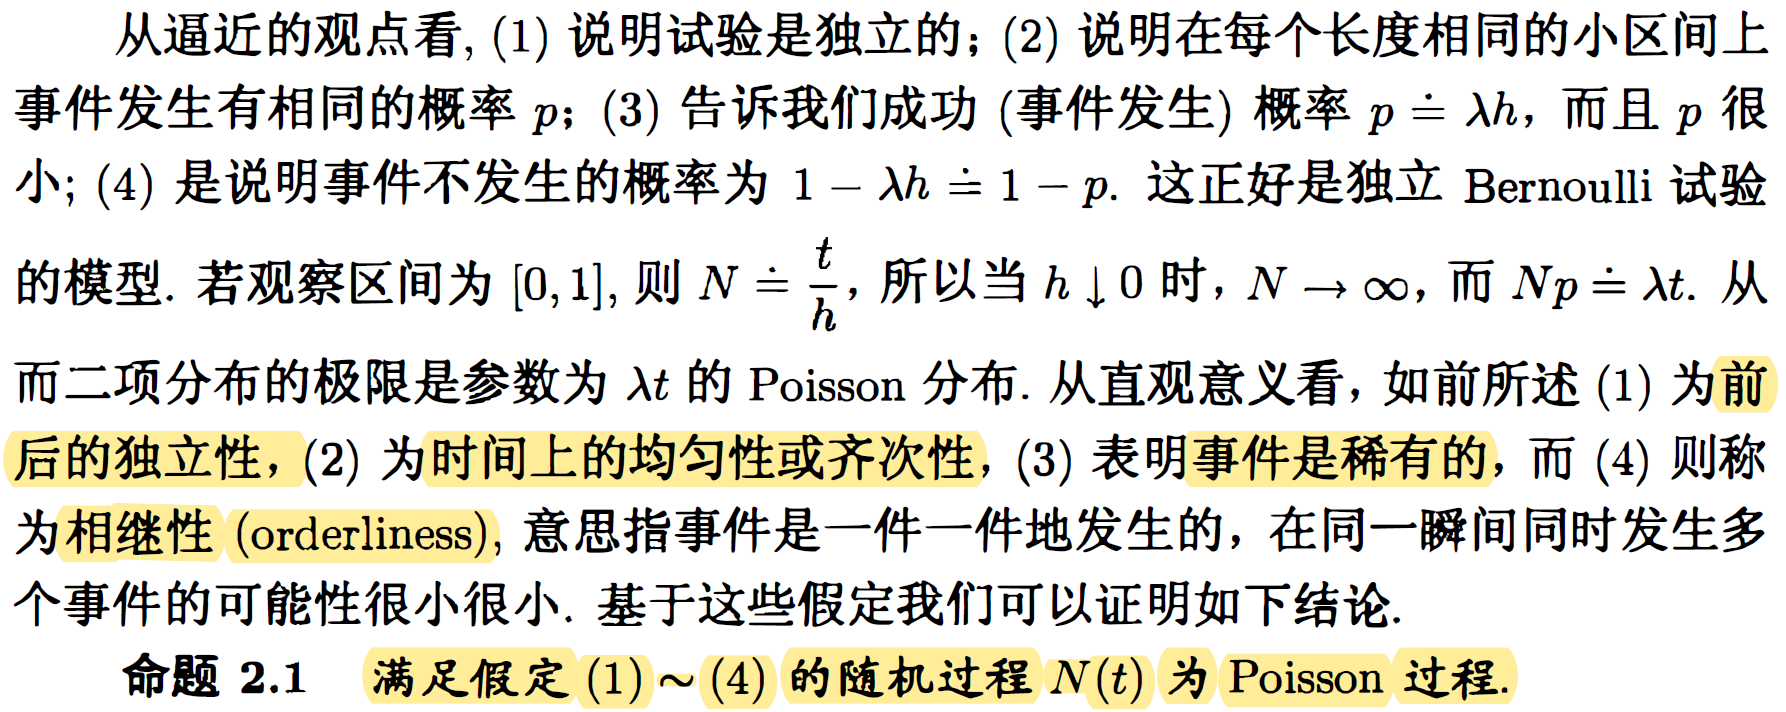 从逼近的观点看, (1) 说明试验是独立的; (2) 说明在每个长度相同的小区间上
事件发生有相同的概率 p; (3) 告诉我们成功 (事件发生) 概率 p ≐ λh, 而且 p 很
小; (4) 是说明事件不发生的概率为 1 − λh ≐ 1 − p. 这正好是独立 Bernoulli 试验
的模型. 若观察区间为 [0, 1], 则 N ≐ t/h, 所以当 h ↓ 0 时, N → ∞, 而 Np ≐ λt. 从
而二项分布的极限是参数为 λt 的 Poisson 分布. 从直观意义看, 如前所述 (1) 为前
后的独立性, (2) 为时间上的均匀性或齐次性, (3) 表明事件是稀有的, 而 (4) 则称
为相继性 (orderliness), 意思指事件是一件一件地发生的, 在同一瞬间同时发生多
个事件的可能性很小很小. 基于这些假定我们可以证明如下结论.
命题 2.1 满足假定 (1) ~ (4) 的随机过程 N(t) 为 Poisson 过程.